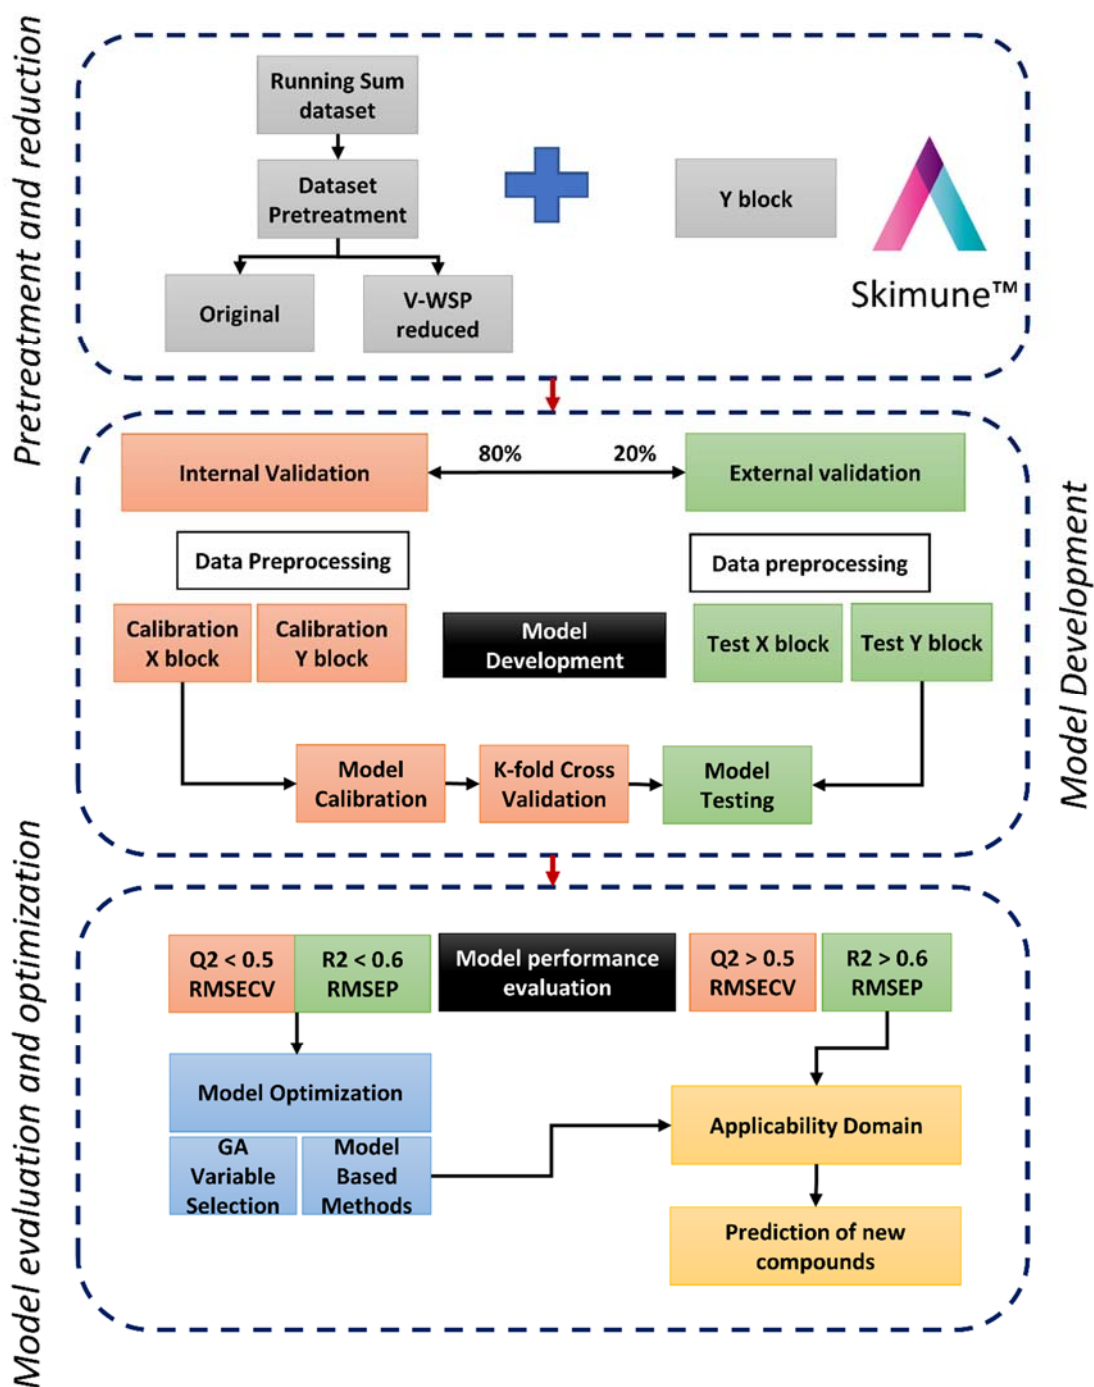 Pretreatment and reduction
Running Sum
dataset
Dataset
Pretreatment
Original
V-WSP
reduced
Y block
Skimune™
Model Development
Internal Validation
80%
20%
External validation
Data Preprocessing
Data preprocessing
Calibration
X block
Calibration
Y block
Model
Development
Test X block
Test Y block
Model
Calibration
K-fold Cross
Validation
Model
Testing
Model evaluation and optimization
Q2 < 0.5
RMSECV
R2 < 0.6
RMSEP
Model performance
evaluation
Q2 > 0.5
RMSECV
R2 > 0.6
RMSEP
Model Optimization
GA
Variable
Selection
Model
Based
Methods
Applicability Domain
Prediction of new
compounds